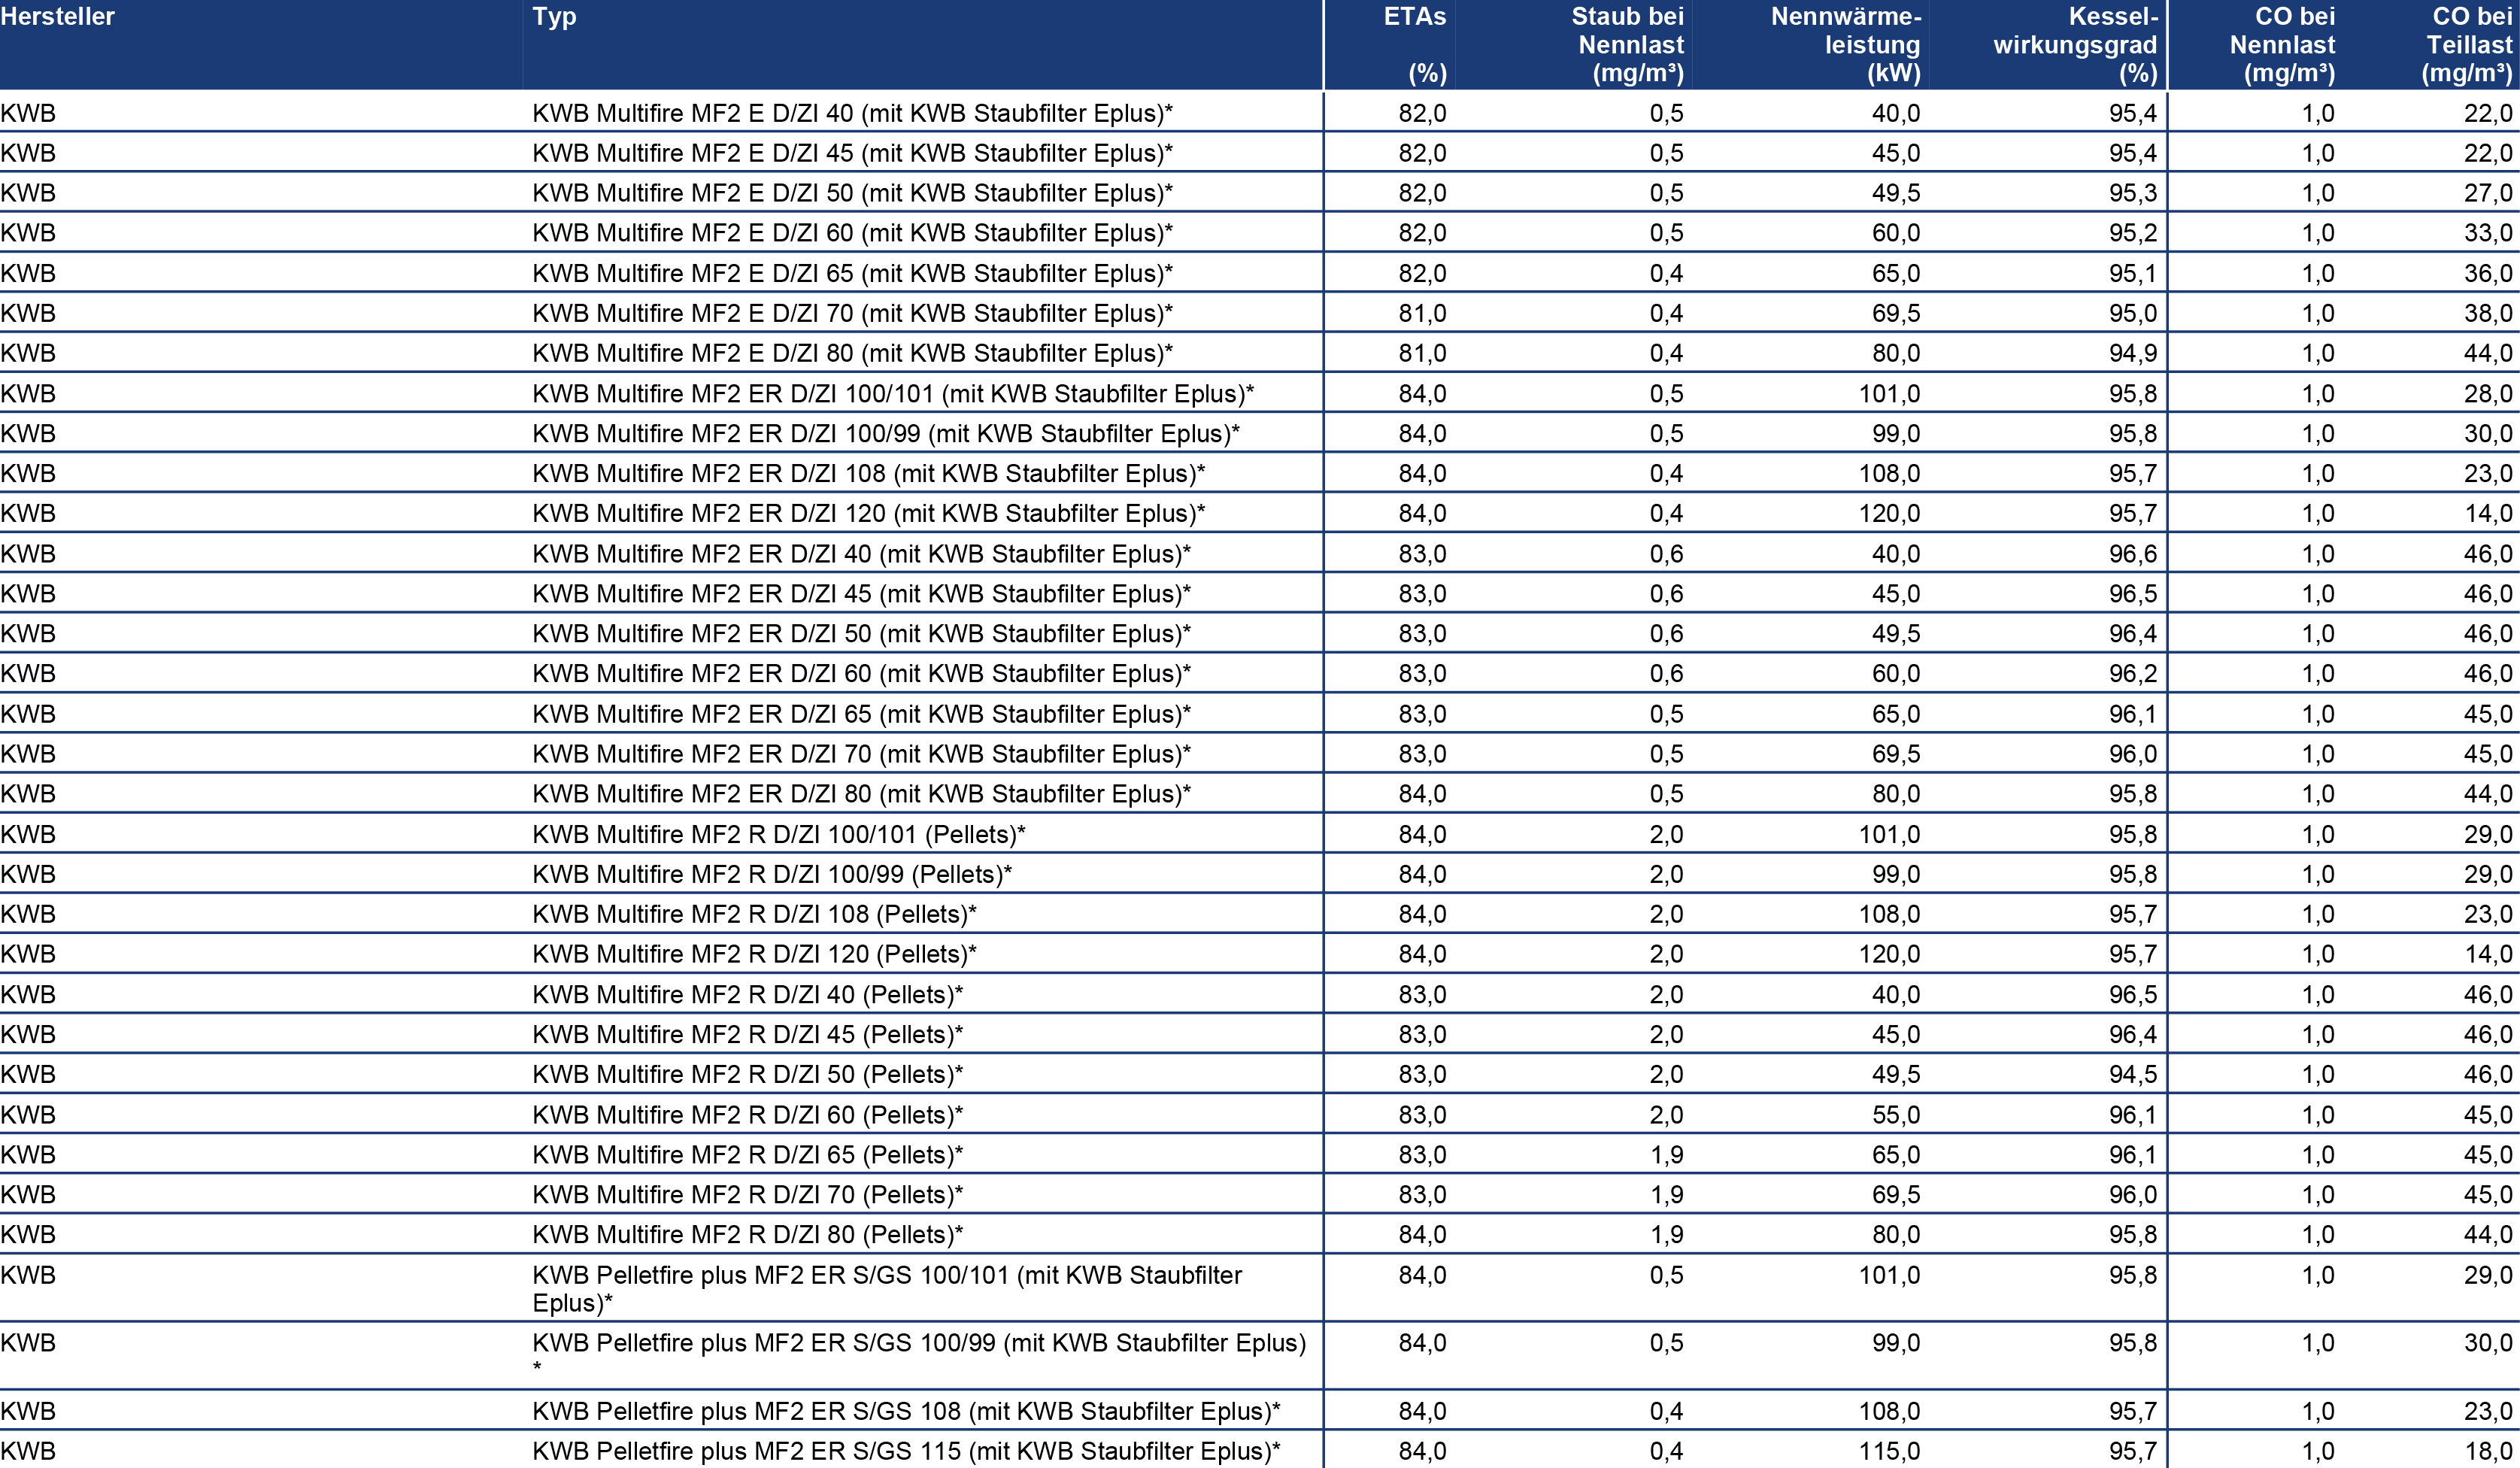 Hersteller Typ ETAs Staub bei Nennwärme- Kessel- CO bei CO bei
Nennlast leistung wirkungsgrad Nennlast Teillast
(%) (mg/m³) (kW) (%) (mg/m³) (mg/m³)
KWB KWB Multifire MF2 E D/ZI 40 (mit KWB Staubfilter Eplus)* 82,0 0,5 40,0 95,4 1,0 22,0
KWB KWB Multifire MF2 E D/ZI 45 (mit KWB Staubfilter Eplus)* 82,0 0,5 45,0 95,4 1,0 22,0
KWB KWB Multifire MF2 E D/ZI 50 (mit KWB Staubfilter Eplus)* 82,0 0,5 49,5 95,3 1,0 27,0
KWB KWB Multifire MF2 E D/ZI 60 (mit KWB Staubfilter Eplus)* 82,0 0,5 60,0 95,2 1,0 33,0
KWB KWB Multifire MF2 E D/ZI 65 (mit KWB Staubfilter Eplus)* 82,0 0,4 65,0 95,1 1,0 36,0
KWB KWB Multifire MF2 E D/ZI 70 (mit KWB Staubfilter Eplus)* 81,0 0,4 69,5 95,0 1,0 38,0
KWB KWB Multifire MF2 E D/ZI 80 (mit KWB Staubfilter Eplus)* 81,0 0,4 80,0 94,9 1,0 44,0
KWB KWB Multifire MF2 ER D/ZI 100/101 (mit KWB Staubfilter Eplus)* 84,0 0,5 101,0 95,8 1,0 28,0
KWB KWB Multifire MF2 ER D/ZI 100/99 (mit KWB Staubfilter Eplus)* 84,0 0,5 99,0 95,8 1,0 30,0
KWB KWB Multifire MF2 ER D/ZI 108 (mit KWB Staubfilter Eplus)* 84,0 0,4 108,0 95,7 1,0 23,0
KWB KWB Multifire MF2 ER D/ZI 120 (mit KWB Staubfilter Eplus)* 84,0 0,4 120,0 95,7 1,0 14,0
KWB KWB Multifire MF2 ER D/ZI 40 (mit KWB Staubfilter Eplus)* 83,0 0,6 40,0 96,6 1,0 46,0
KWB KWB Multifire MF2 ER D/ZI 45 (mit KWB Staubfilter Eplus)* 83,0 0,6 45,0 96,5 1,0 46,0
KWB KWB Multifire MF2 ER D/ZI 50 (mit KWB Staubfilter Eplus)* 83,0 0,6 49,5 96,4 1,0 46,0
KWB KWB Multifire MF2 ER D/ZI 60 (mit KWB Staubfilter Eplus)* 83,0 0,6 60,0 96,2 1,0 46,0
KWB KWB Multifire MF2 ER D/ZI 65 (mit KWB Staubfilter Eplus)* 83,0 0,5 65,0 96,1 1,0 45,0
KWB KWB Multifire MF2 ER D/ZI 70 (mit KWB Staubfilter Eplus)* 83,0 0,5 69,5 96,0 1,0 45,0
KWB KWB Multifire MF2 ER D/ZI 80 (mit KWB Staubfilter Eplus)* 84,0 0,5 80,0 95,8 1,0 44,0
KWB KWB Multifire MF2 R D/ZI 100/101 (Pellets)* 84,0 2,0 101,0 95,8 1,0 29,0
KWB KWB Multifire MF2 R D/ZI 100/99 (Pellets)* 84,0 2,0 99,0 95,8 1,0 29,0
KWB KWB Multifire MF2 R D/ZI 108 (Pellets)* 84,0 2,0 108,0 95,7 1,0 23,0
KWB KWB Multifire MF2 R D/ZI 120 (Pellets)* 84,0 2,0 120,0 95,7 1,0 14,0
KWB KWB Multifire MF2 R D/ZI 40 (Pellets)* 83,0 2,0 40,0 96,5 1,0 46,0
KWB KWB Multifire MF2 R D/ZI 45 (Pellets)* 83,0 2,0 45,0 96,4 1,0 46,0
KWB KWB Multifire MF2 R D/ZI 50 (Pellets)* 83,0 2,0 49,5 94,5 1,0 46,0
KWB KWB Multifire MF2 R D/ZI 60 (Pellets)* 83,0 2,0 55,0 96,1 1,0 45,0
KWB KWB Multifire MF2 R D/ZI 65 (Pellets)* 83,0 1,9 65,0 96,1 1,0 45,0
KWB KWB Multifire MF2 R D/ZI 70 (Pellets)* 83,0 1,9 69,5 96,0 1,0 45,0
KWB KWB Multifire MF2 R D/ZI 80 (Pellets)* 84,0 1,9 80,0 95,8 1,0 44,0
KWB KWB Pelletfire plus MF2 ER S/GS 100/101 (mit KWB Staubfilter 84,0 0,5 101,0 95,8 1,0 29,0
Eplus)*
KWB KWB Pelletfire plus MF2 ER S/GS 100/99 (mit KWB Staubfilter Eplus) 84,0 0,5 99,0 95,8 1,0 30,0
*
KWB KWB Pelletfire plus MF2 ER S/GS 108 (mit KWB Staubfilter Eplus)* 84,0 0,4 108,0 95,7 1,0 23,0
KWB KWB Pelletfire plus MF2 ER S/GS 115 (mit KWB Staubfilter Eplus)* 84,0 0,4 115,0 95,7 1,0 18,0